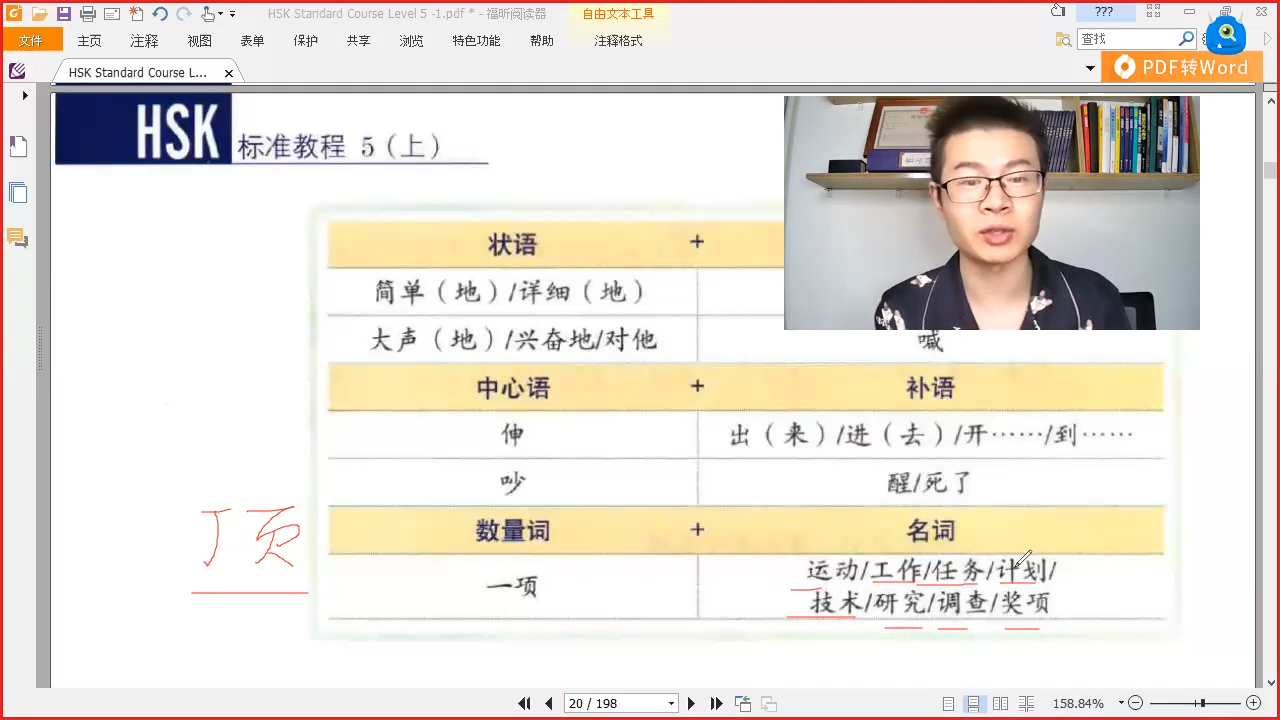 HSK Standard Course Level 5 -1.pdf * - 福昕阅读器
自由文本工具
???
文件 主页 注释 视图 表单 保护 共享 浏览 特色功能 帮助 注释格式
查找
HSK Standard Course L...
PDF转Word
HSK 标准教程 5（上）
状语 +
简单（地）/详细（地）
大声（地）/兴奋地/对他 喊
中心语 + 补语
伸 出（来）/进（去）/开……/到……
吵 醒/死了
数量词 + 名词
一项 运动/工作/任务/计划/
技术/研究/调查/奖项
顶
20 / 198
158.84%